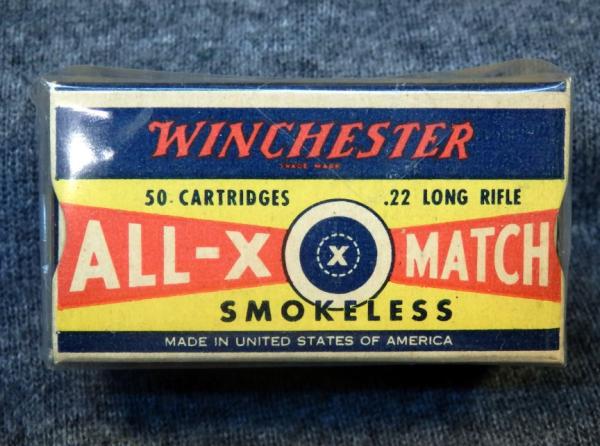 WINCHESTER
TRADE MARK
50 CARTRIDGES .22 LONG RIFLE
ALL-X X MATCH
SMOKELESS
MADE IN UNITED STATES OF AMERICA